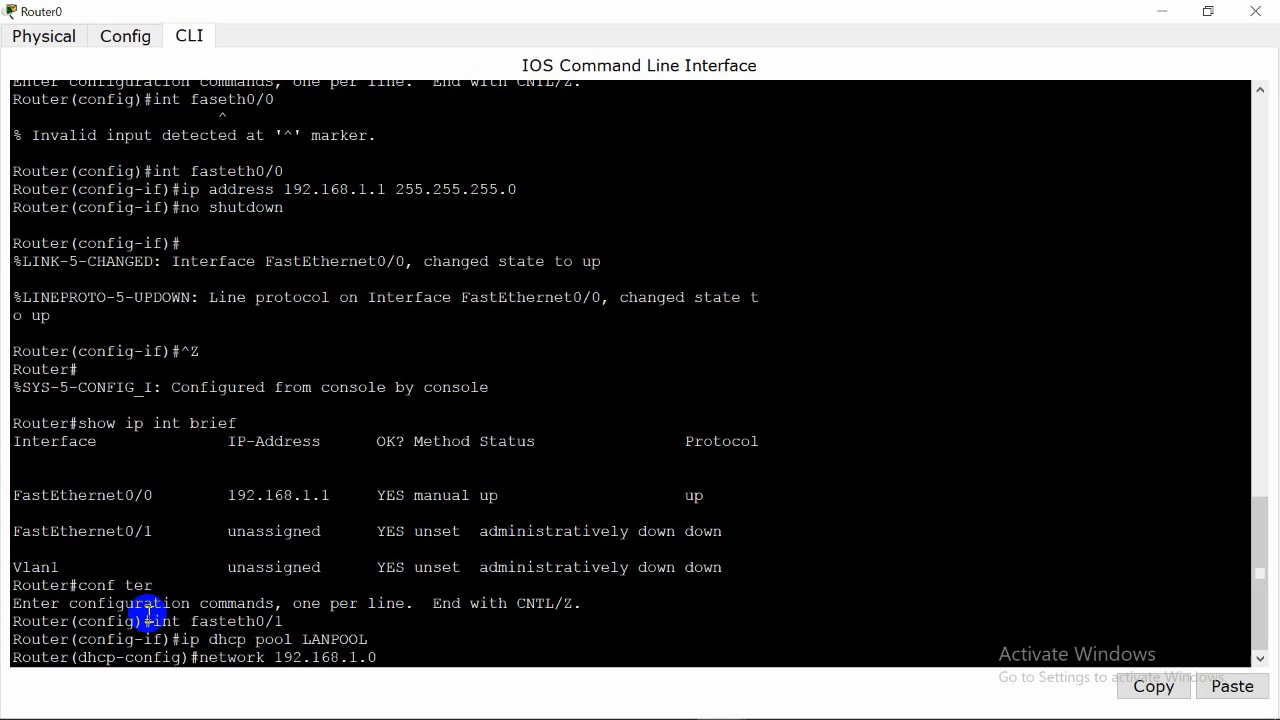 Router0
Physical Config CLI
IOS Command Line Interface
Enter configuration commands, one per line. End with CNTL/Z.
Router(config)#int faseth0/0
^
% Invalid input detected at '^' marker.
Router(config)#int fasteth0/0
Router(config-if)#ip address 192.168.1.1 255.255.255.0
Router(config-if)#no shutdown
Router(config-if)#
%LINK-5-CHANGED: Interface FastEthernet0/0, changed state to up
%LINEPROTO-5-UPDOWN: Line protocol on Interface FastEthernet0/0, changed state t
o up
Router(config-if)#^Z
Router#
%SYS-5-CONFIG_I: Configured from console by console
Router#show ip int brief
Interface IP-Address OK? Method Status Protocol
FastEthernet0/0 192.168.1.1 YES manual up up
FastEthernet0/1 unassigned YES unset administratively down down
Vlan1 unassigned YES unset administratively down down
Router#conf ter
Enter configuration commands, one per line. End with CNTL/Z.
Router(config)#int fasteth0/1
Router(config-if)#ip dhcp pool LANPOOL
Router(dhcp-config)#network 192.168.1.0
Activate Windows
Go to Settings to activate Windows.
Copy Paste